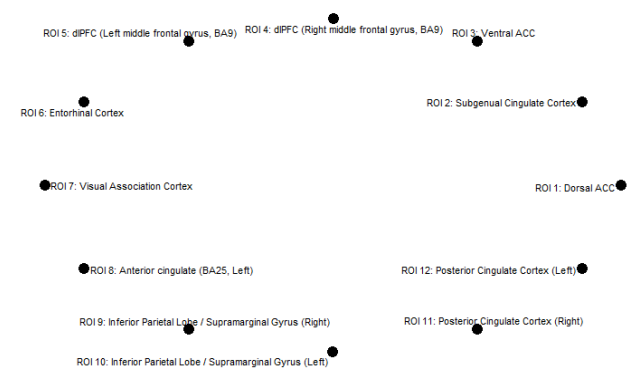 ROI 5: dlPFC (Left middle frontal gyrus, BA9)
ROI 4: dlPFC (Right middle frontal gyrus, BA9)
ROI 3: Ventral ACC
ROI 6: Entorhinal Cortex
ROI 2: Subgenual Cingulate Cortex
ROI 7: Visual Association Cortex
ROI 1: Dorsal ACC
ROI 8: Anterior cingulate (BA25, Left)
ROI 12: Posterior Cingulate Cortex (Left)
ROI 9: Inferior Parietal Lobe / Supramarginal Gyrus (Right)
ROI 11: Posterior Cingulate Cortex (Right)
ROI 10: Inferior Parietal Lobe / Supramarginal Gyrus (Left)